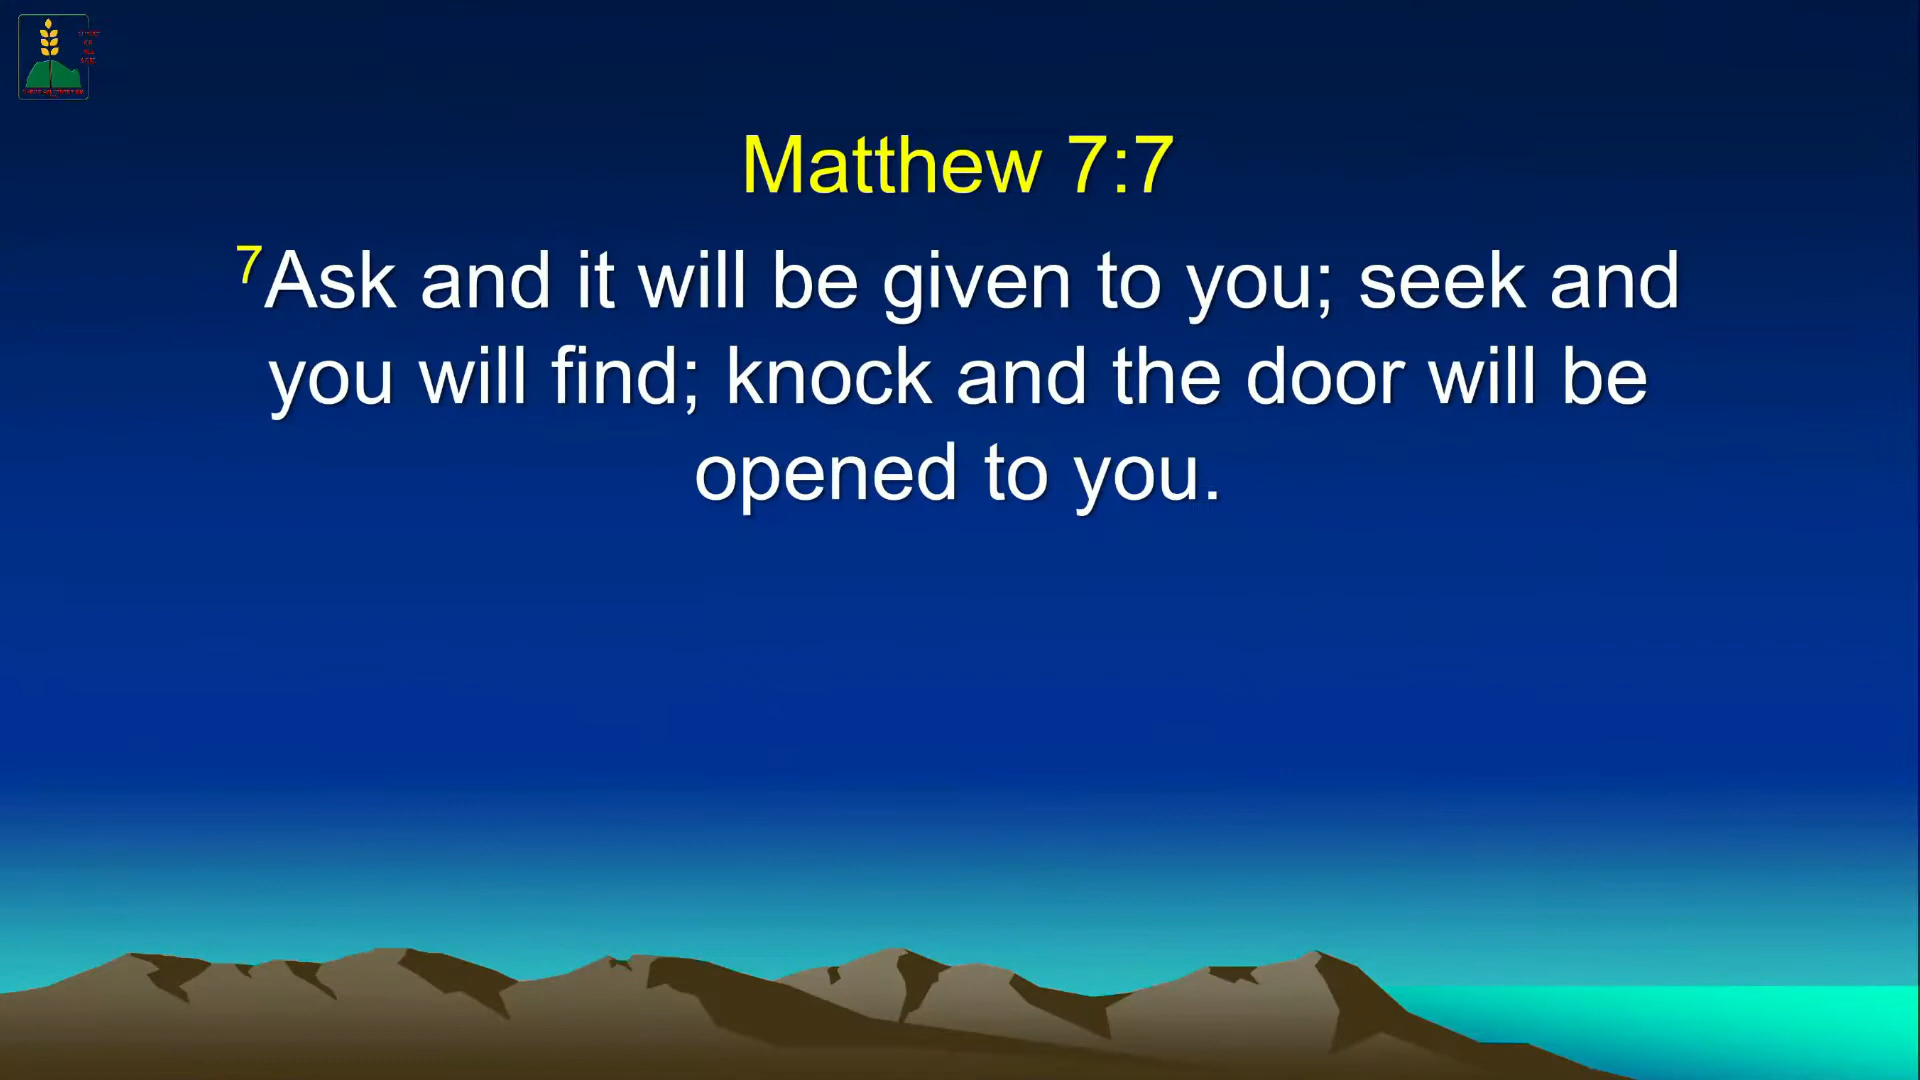 Matthew 7:7
7Ask and it will be given to you; seek and
you will find; knock and the door will be
opened to you.